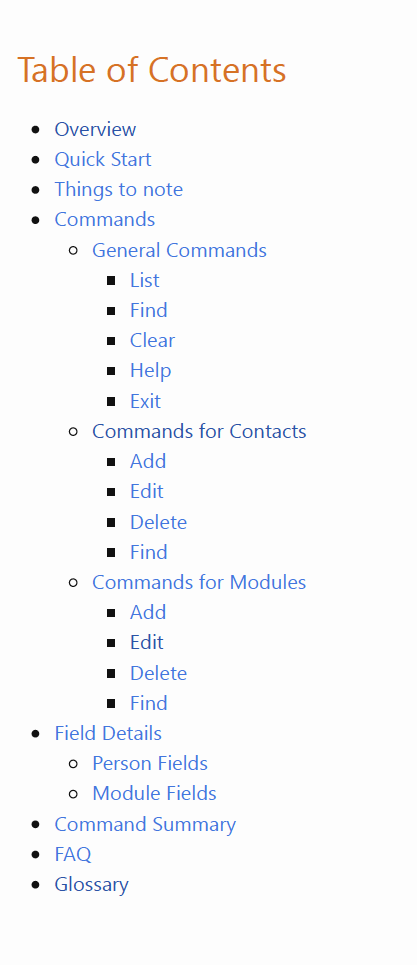 Table of Contents
Overview
Quick Start
Things to note
Commands
General Commands
List
Find
Clear
Help
Exit
Commands for Contacts
Add
Edit
Delete
Find
Commands for Modules
Add
Edit
Delete
Find
Field Details
Person Fields
Module Fields
Command Summary
FAQ
Glossary